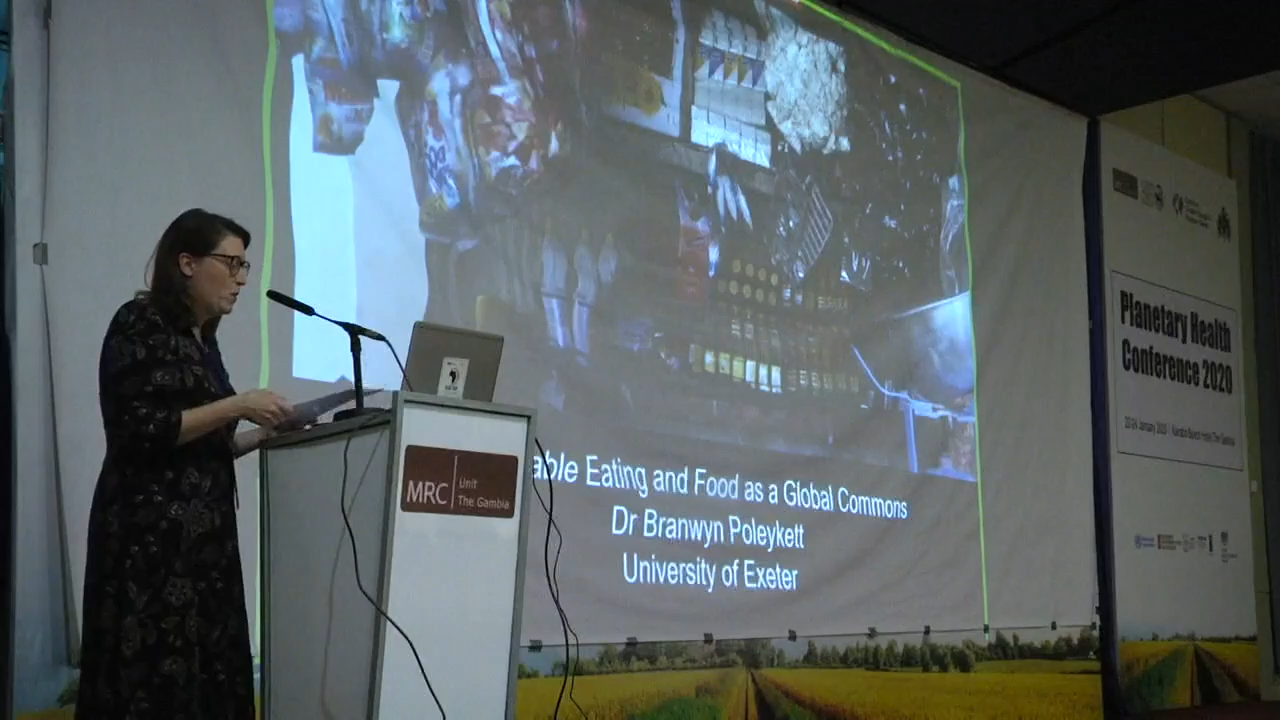 able Eating and Food as a Global Commons
Dr Branwyn Poleykett
University of Exeter
MRC
Unit
The Gambia
Planetary Health
Conference 2020